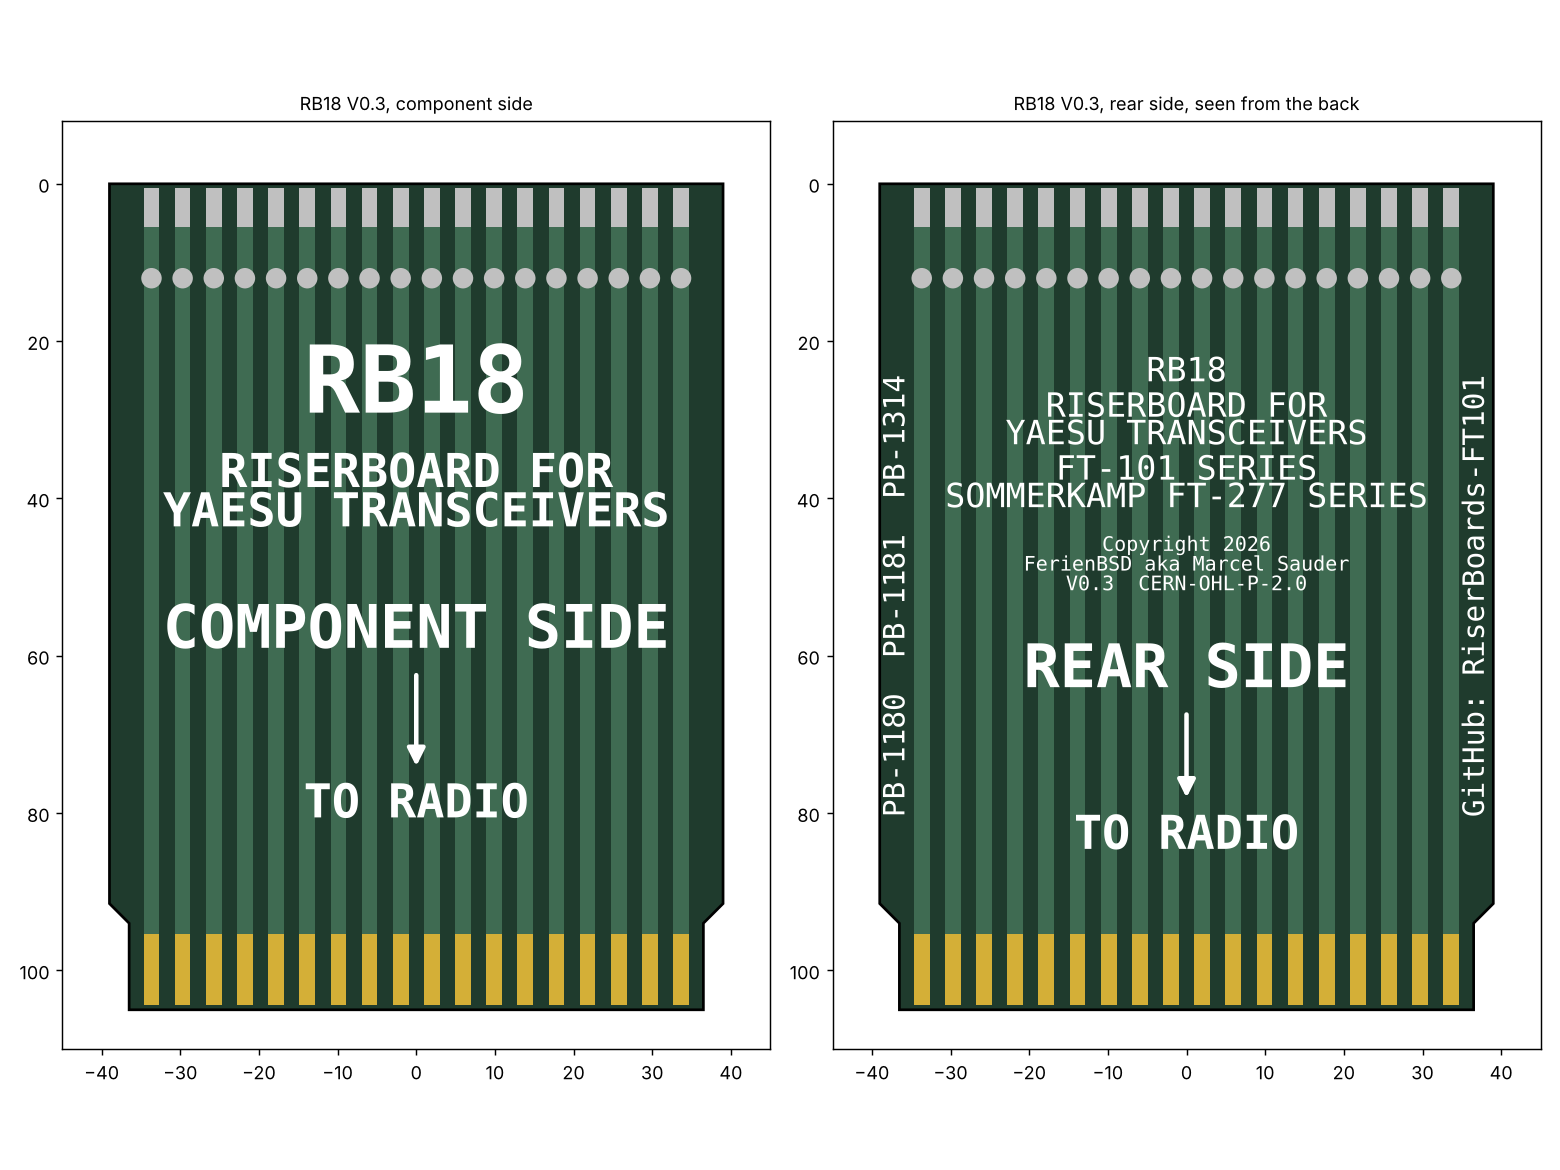 RB18 V0.3, component side
0
20
40
60
80
100
RB18
RISERBOARD FOR
YAESU TRANSCEIVERS
COMPONENT SIDE
TO RADIO
−40 −30 −20 −10 0 10 20 30 40
RB18 V0.3, rear side, seen from the back
0
20
40
60
80
100
RB18
RISERBOARD FOR
YAESU TRANSCEIVERS
FT-101 SERIES
SOMMERKAMP FT-277 SERIES
Copyright 2026
FerienBSD aka Marcel Sauder
V0.3 CERN-OHL-P-2.0
REAR SIDE
TO RADIO
PB-1180 PB-1181 PB-1314
GitHub: RiserBoards-FT101
−40 −30 −20 −10 0 10 20 30 40